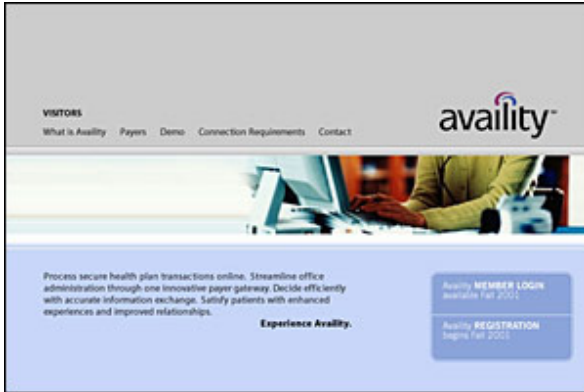 VISITORS
What is Availity Payers Demo Connection Requirements Contact
availity™
Process secure health plan transactions online. Streamline office
administration through one innovative payer gateway. Decide efficiently
with accurate information exchange. Satisfy patients with enhanced
experiences and improved relationships.
Experience Availity.
Availity MEMBER LOGIN
available Fall 2001
Availity REGISTRATION
begins Fall 2001